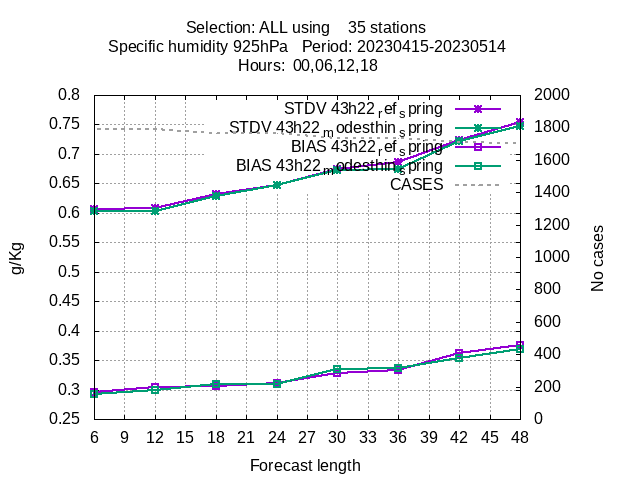 Selection: ALL using    35 stations
Specific humidity 925hPa   Period: 20230415-20230514
Hours: 00,06,12,18
STDV 43h22_ref_spring
STDV 43h22_modesthin_spring
BIAS 43h22_ref_spring
BIAS 43h22_modesthin_spring
CASES
g/Kg
0.8
0.75
0.7
0.65
0.6
0.55
0.5
0.45
0.4
0.35
0.3
0.25
2000
1800
1600
1400
1200
1000
800
600
400
200
0
No cases
6 9 12 15 18 21 24 27 30 33 36 39 42 45 48
Forecast length